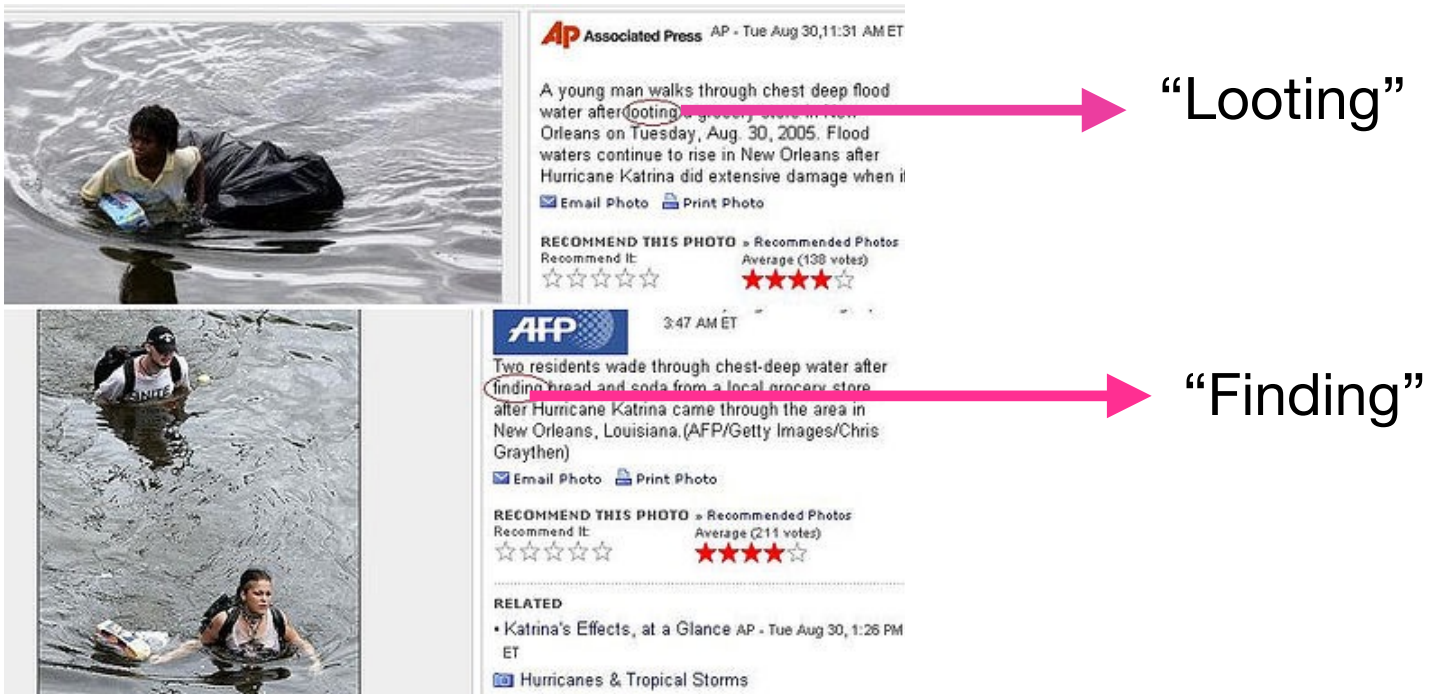 AP Associated Press AP - Tue Aug 30,11:31 AM ET
A young man walks through chest deep flood
water after looting a grocery store in New
Orleans on Tuesday, Aug. 30, 2005. Flood
waters continue to rise in New Orleans after
Hurricane Katrina did extensive damage when i
Email Photo Print Photo
RECOMMEND THIS PHOTO » Recommended Photos
Recommend It:
Average (138 votes)
“Looting”
AFP
3:47 AM ET
Two residents wade through chest-deep water after
finding bread and soda from a local grocery store
after Hurricane Katrina came through the area in
New Orleans, Louisiana.(AFP/Getty Images/Chris
Graythen)
Email Photo Print Photo
RECOMMEND THIS PHOTO » Recommended Photos
Recommend It:
Average (211 votes)
RELATED
• Katrina's Effects, at a Glance AP - Tue Aug 30, 1:26 PM
ET
Hurricanes & Tropical Storms
“Finding”